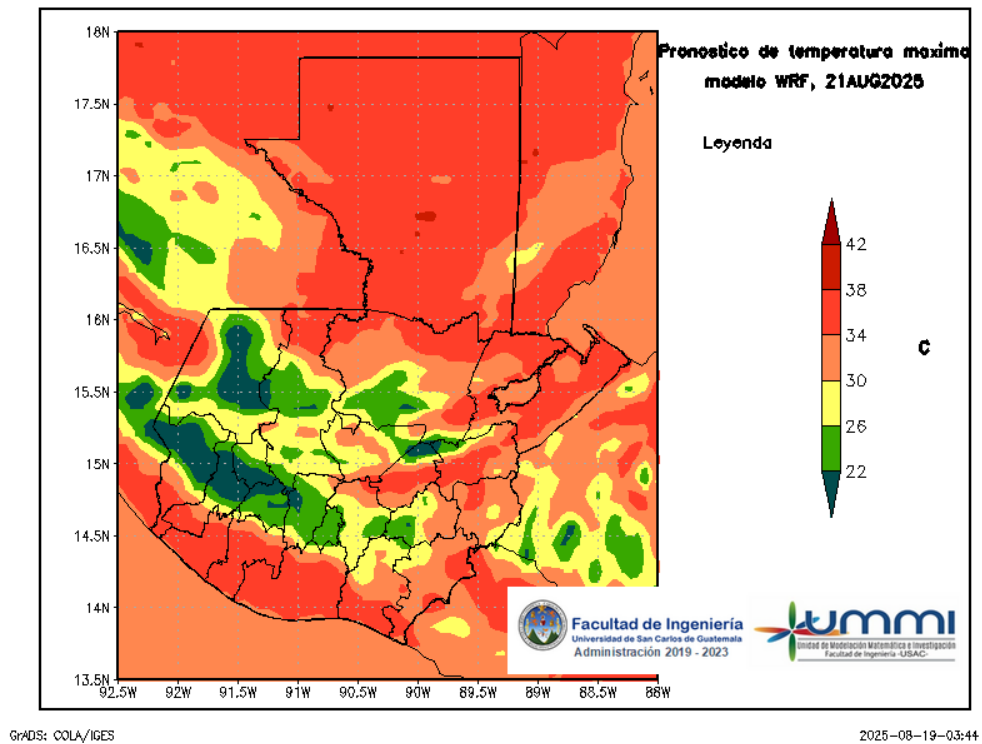 Pronostico de temperatura maxima
modelo WRF, 21AUG2025
Leyenda
42
38
34
30
26
22
C
18N
17.5N
17N
16.5N
16N
15.5N
15N
14.5N
14N
13.5N
92.5W 92W 91.5W 91W 90.5W 90W 89.5W 89W 88.5W 88W
Facultad de Ingeniería
Universidad de San Carlos de Guatemala
Administración 2019 - 2023
ummi
Unidad de Modelación Matemática e Investigación
Facultad de Ingeniería -USAC-
GrADS: COLA/IGES
2025-08-19-03:44